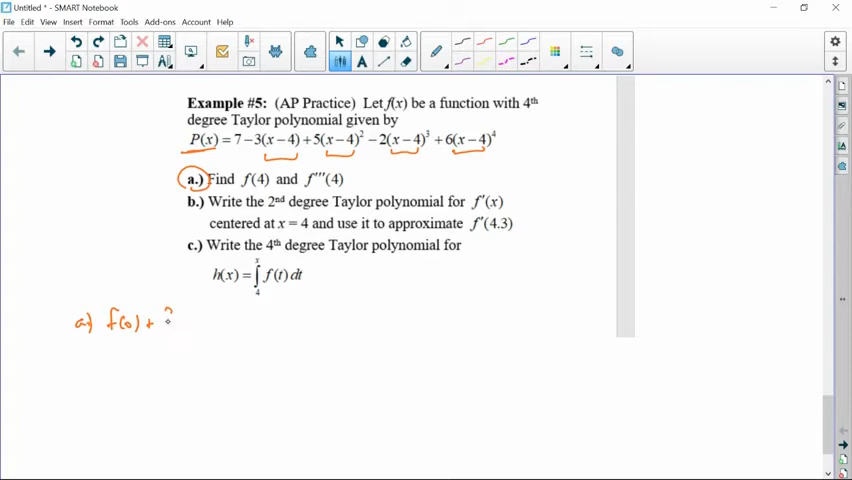 Untitled * - SMART Notebook
File Edit View Insert Format Tools Add-ons Account Help
Example #5: (AP Practice) Let f(x) be a function with 4th
degree Taylor polynomial given by
P(x) = 7 − 3(x − 4) + 5(x − 4)² − 2(x − 4)³ + 6(x − 4)⁴
a.) Find f(4) and f'''(4)
b.) Write the 2nd degree Taylor polynomial for f'(x)
centered at x = 4 and use it to approximate f'(4.3)
c.) Write the 4th degree Taylor polynomial for
h(x) = ∫₄ˣ f(t) dt
a) f(0) +